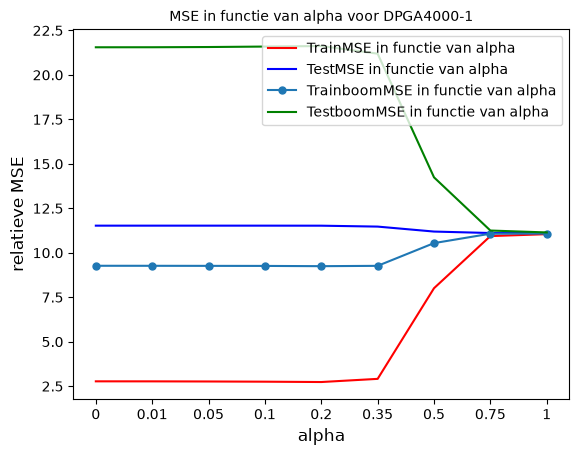 MSE in functie van alpha voor DPGA4000-1
22.5
20.0
17.5
15.0
12.5
10.0
7.5
5.0
2.5
relatieve MSE
TrainMSE in functie van alpha
TestMSE in functie van alpha
TrainboomMSE in functie van alpha
TestboomMSE in functie van alpha
0 0.01 0.05 0.1 0.2 0.35 0.5 0.75 1
alpha